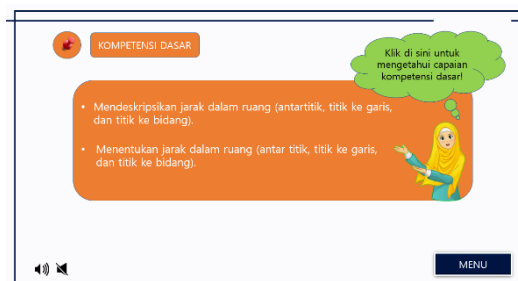 KOMPETENSI DASAR
Klik di sini untuk
mengetahui capaian
kompetensi dasar!
• Mendeskripsikan jarak dalam ruang (antartitik, titik ke garis,
dan titik ke bidang).
• Menentukan jarak dalam ruang (antar titik, titik ke garis,
dan titik ke bidang).
MENU